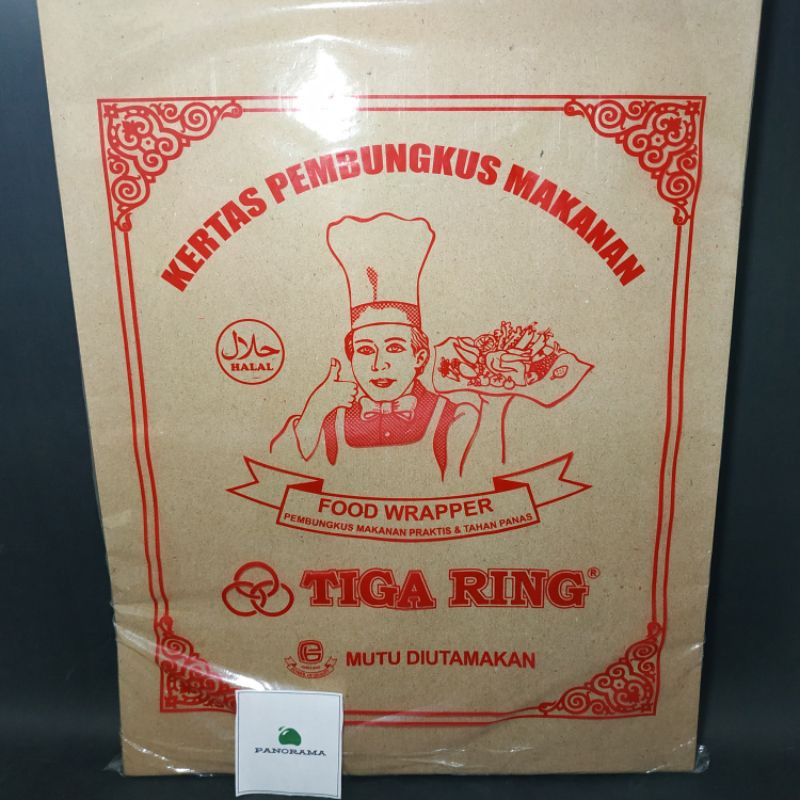 KERTAS PEMBUNGKUS MAKANAN
حلال
HALAL
FOOD WRAPPER
PEMBUNGKUS MAKANAN PRAKTIS & TAHAN PANAS
TIGA RING®
MUTU DIUTAMAKAN
PANORAMA